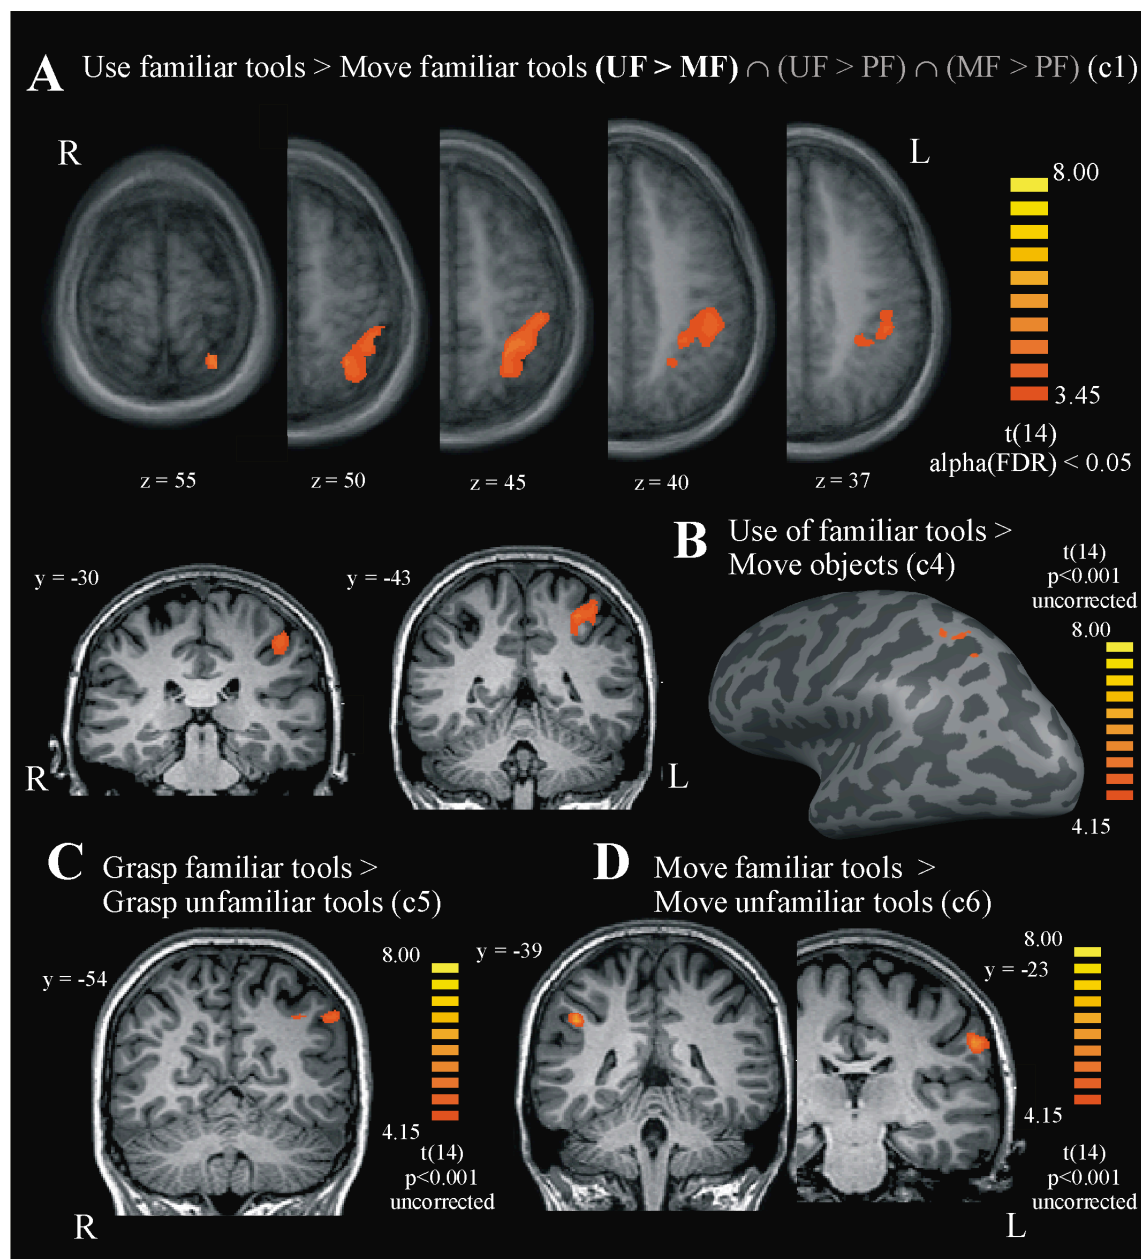 A Use familiar tools > Move familiar tools (UF > MF) ∩ (UF > PF) ∩ (MF > PF) (c1)
R
L
8.00
3.45
t(14)
alpha(FDR) < 0.05
z = 55
z = 50
z = 45
z = 40
z = 37
y = -30
y = -43
R
L
B Use of familiar tools >
Move objects (c4)
t(14)
p<0.001
uncorrected
8.00
4.15
C Grasp familiar tools >
Grasp unfamiliar tools (c5)
y = -54
8.00
4.15
t(14)
p<0.001
uncorrected
R
D Move familiar tools >
Move unfamiliar tools (c6)
y = -39
8.00
y = -23
4.15
t(14)
p<0.001
uncorrected
L